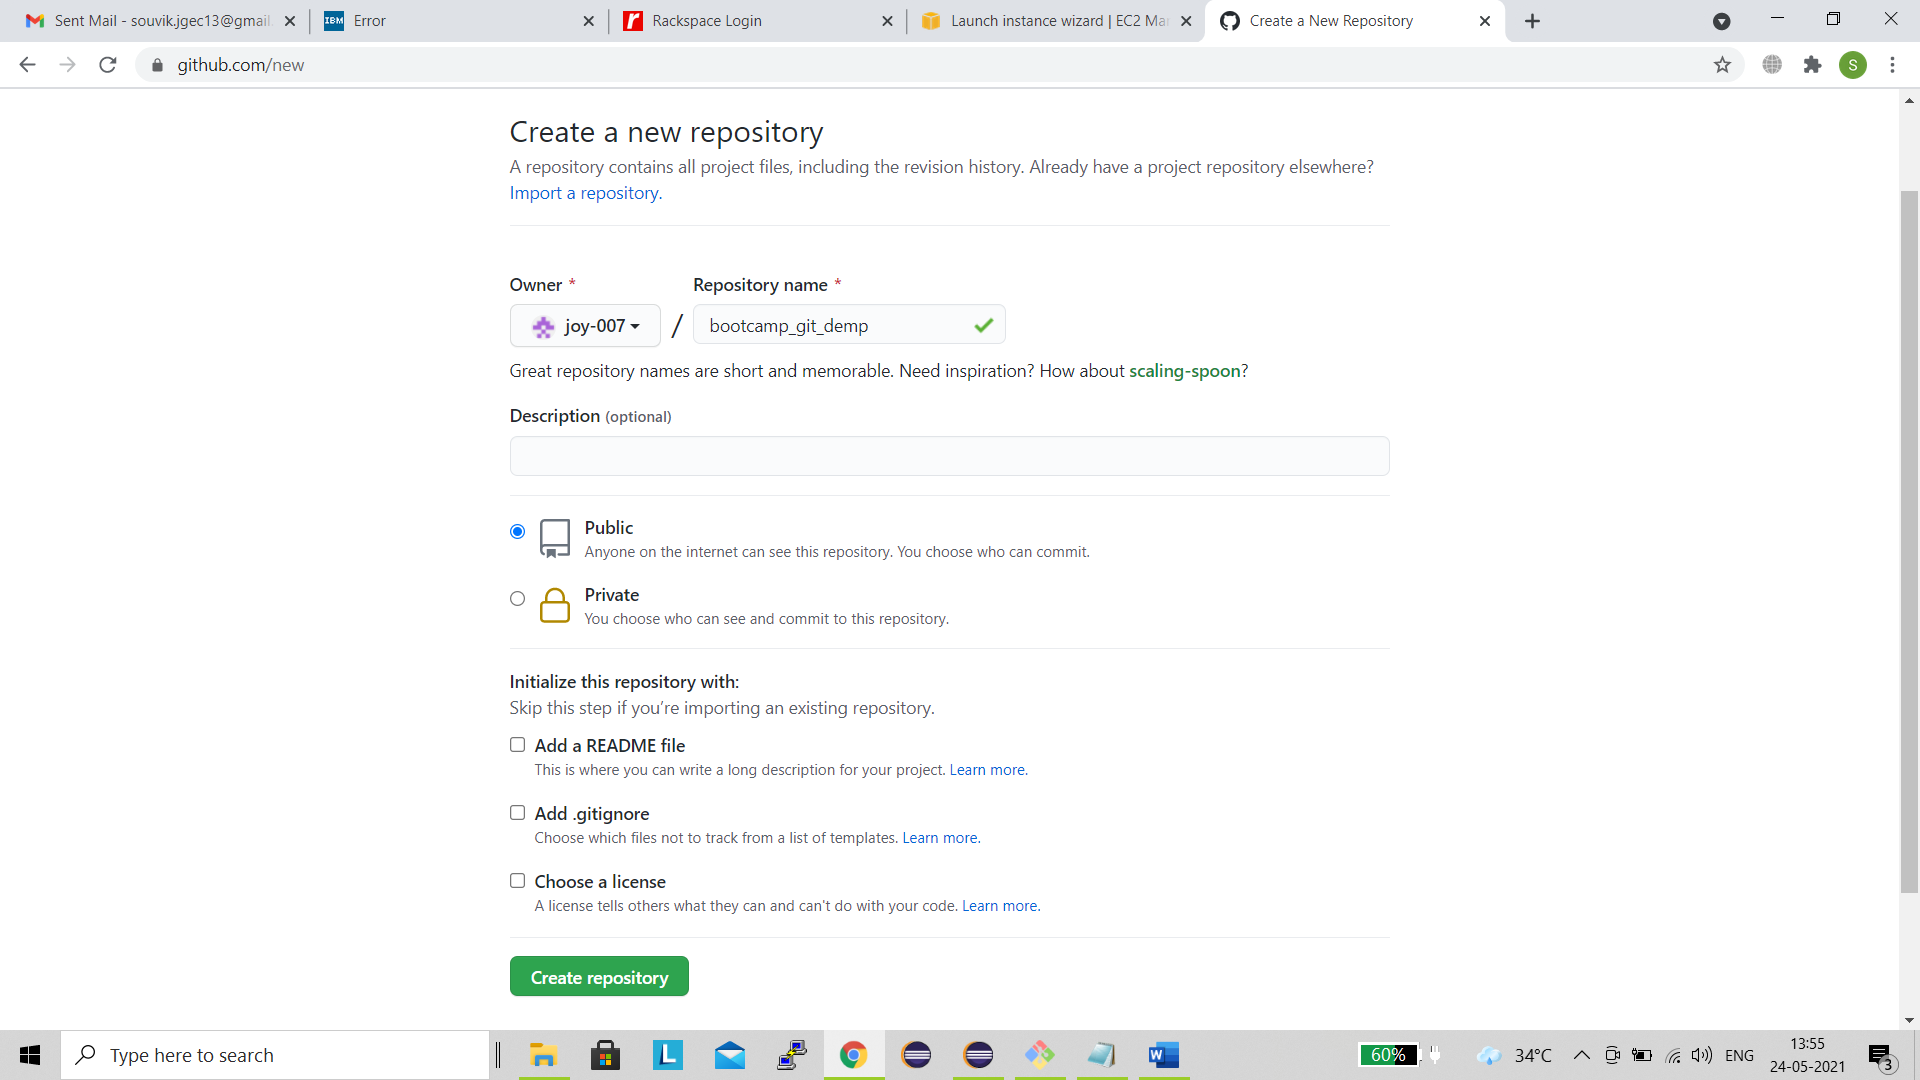 Sent Mail - souvik.jgec13@gmail.
Error
Rackspace Login
Launch instance wizard | EC2 Mar
Create a New Repository
github.com/new
S
Create a new repository
A repository contains all project files, including the revision history. Already have a project repository elsewhere?
Import a repository.
Owner * Repository name *
joy-007 / bootcamp_git_demp
Great repository names are short and memorable. Need inspiration? How about scaling-spoon?
Description (optional)
Public
Anyone on the internet can see this repository. You choose who can commit.
Private
You choose who can see and commit to this repository.
Initialize this repository with:
Skip this step if you’re importing an existing repository.
Add a README file
This is where you can write a long description for your project. Learn more.
Add .gitignore
Choose which files not to track from a list of templates. Learn more.
Choose a license
A license tells others what they can and can't do with your code. Learn more.
Create repository
Type here to search
60%
34°C
ENG
13:55
24-05-2021
3